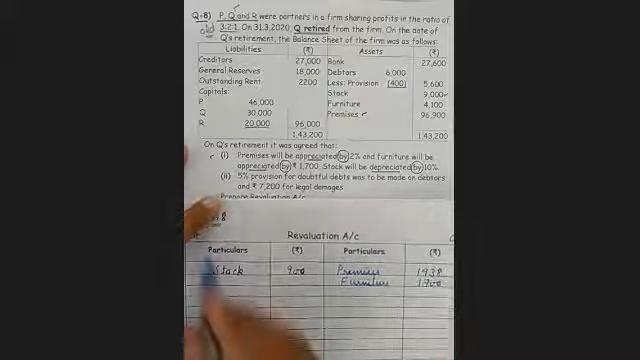 Q.8) P, Q and R were partners in a firm sharing profits in the ratio of
old 3:2:1. On 31.3.2020, Q retired from the firm. On the date of
Q's retirement, the Balance Sheet of the firm was as follows:
Liabilities (₹) Assets (₹)
Creditors 27,000 Bank 27,600
General Reserves 18,000 Debtors 6,000
Outstanding Rent 2200 Less: Provision (400) 5,600
Capitals: Stock 9,000
P 46,000 Furniture 4,100
Q 30,000 Premises 96,900
R 20,000 96,000
1,43,200 1,43,200
On Q's retirement it was agreed that:
(i) Premises will be appreciated by 2% and furniture will be
appreciated by ₹ 1,700. Stock will be depreciated by 10%.
(ii) 5% provision for doubtful debts was to be made on debtors
and ₹ 7,200 for legal damages
Prepare Revaluation A/c
8
Revaluation A/c
Particulars (₹) Particulars (₹)
Stock 900 Premises 1938
Furniture 1700